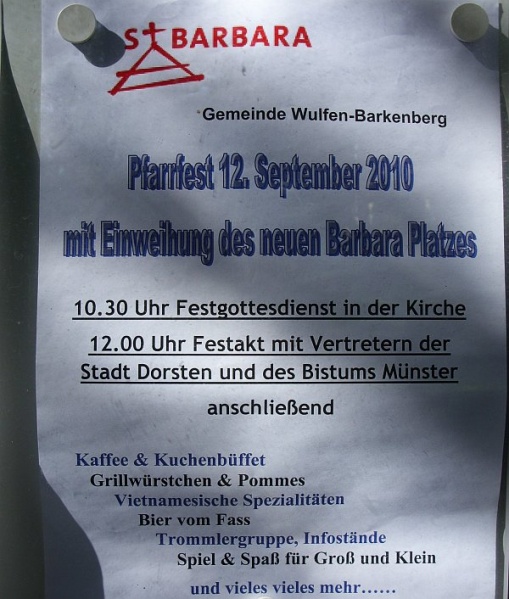 St BARBARA
Gemeinde Wulfen-Barkenberg
Pfarrfest 12. September 2010
mit Einweihung des neuen Barbara Platzes
10.30 Uhr Festgottesdienst in der Kirche
12.00 Uhr Festakt mit Vertretern der
Stadt Dorsten und des Bistums Münster
anschließend
Kaffee & Kuchenbüffet
Grillwürstchen & Pommes
Vietnamesische Spezialitäten
Bier vom Fass
Trommlergruppe, Infostände
Spiel & Spaß für Groß und Klein
und vieles vieles mehr......